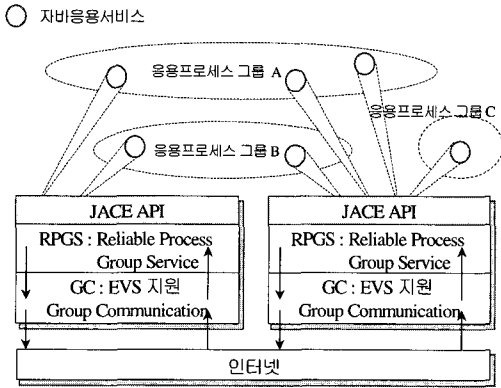 자바응용서비스
응용프로세스 그룹 A
응용프로세스 그룹 C
응용프로세스 그룹 B
JACE API
RPGS : Reliable Process
Group Service
GC : EVS 지원
Group Communication
JACE API
RPGS : Reliable Process
Group Service
GC : EVS 지원
Group Communication
인터넷